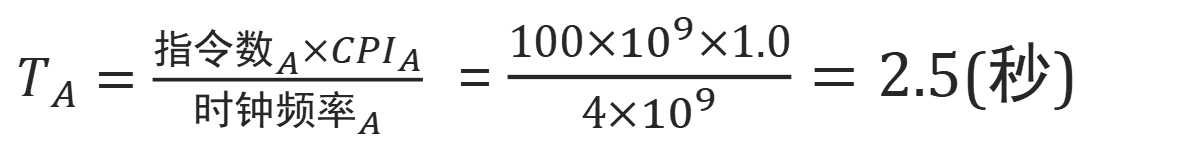 T_A = 指令数_A×CPI_A / 时钟频率_A = 100×10^9×1.0 / 4×10^9 = 2.5(秒)